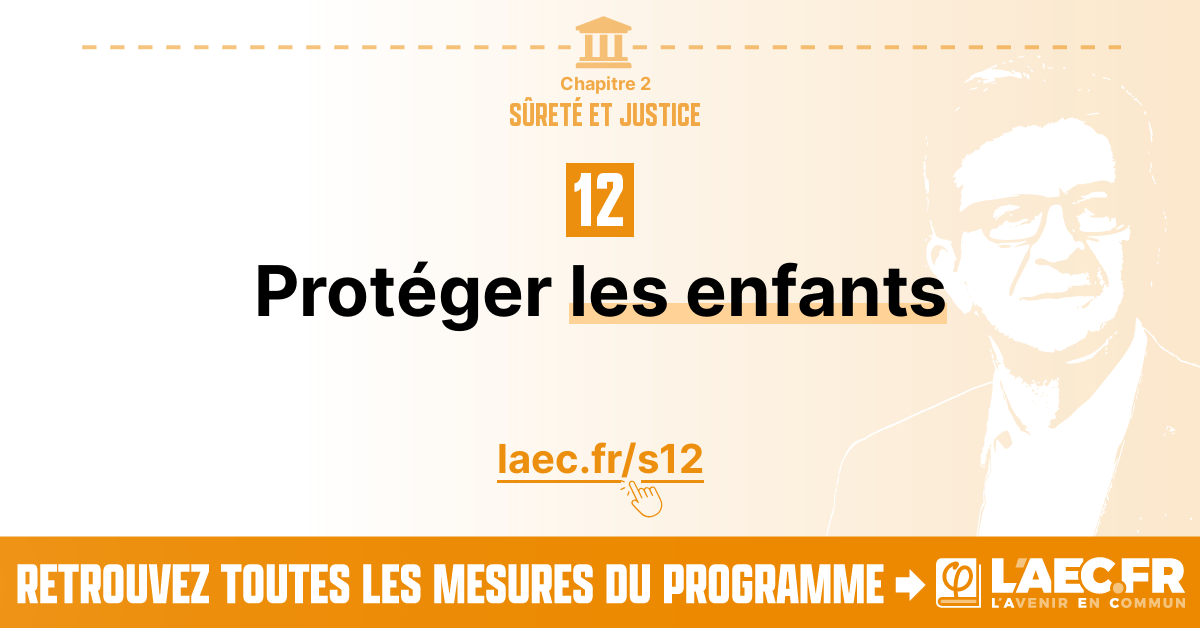 Chapitre 2
SÛRETÉ ET JUSTICE
12
Protéger les enfants
laec.fr/s12
RETROUVEZ TOUTES LES MESURES DU PROGRAMME
φ
L'AEC.FR
L'AVENIR EN COMMUN